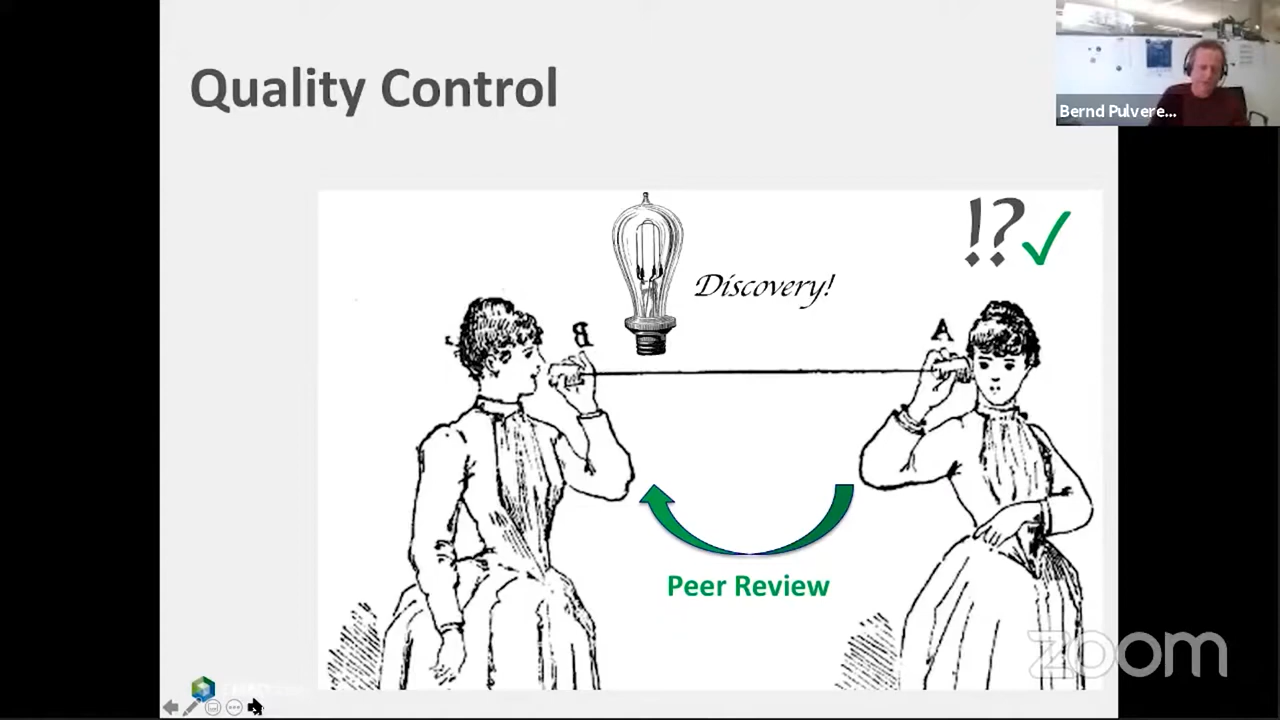 Quality Control
Bernd Pulvere...
!?✓
Discovery!
B
A
Peer Review
zoom